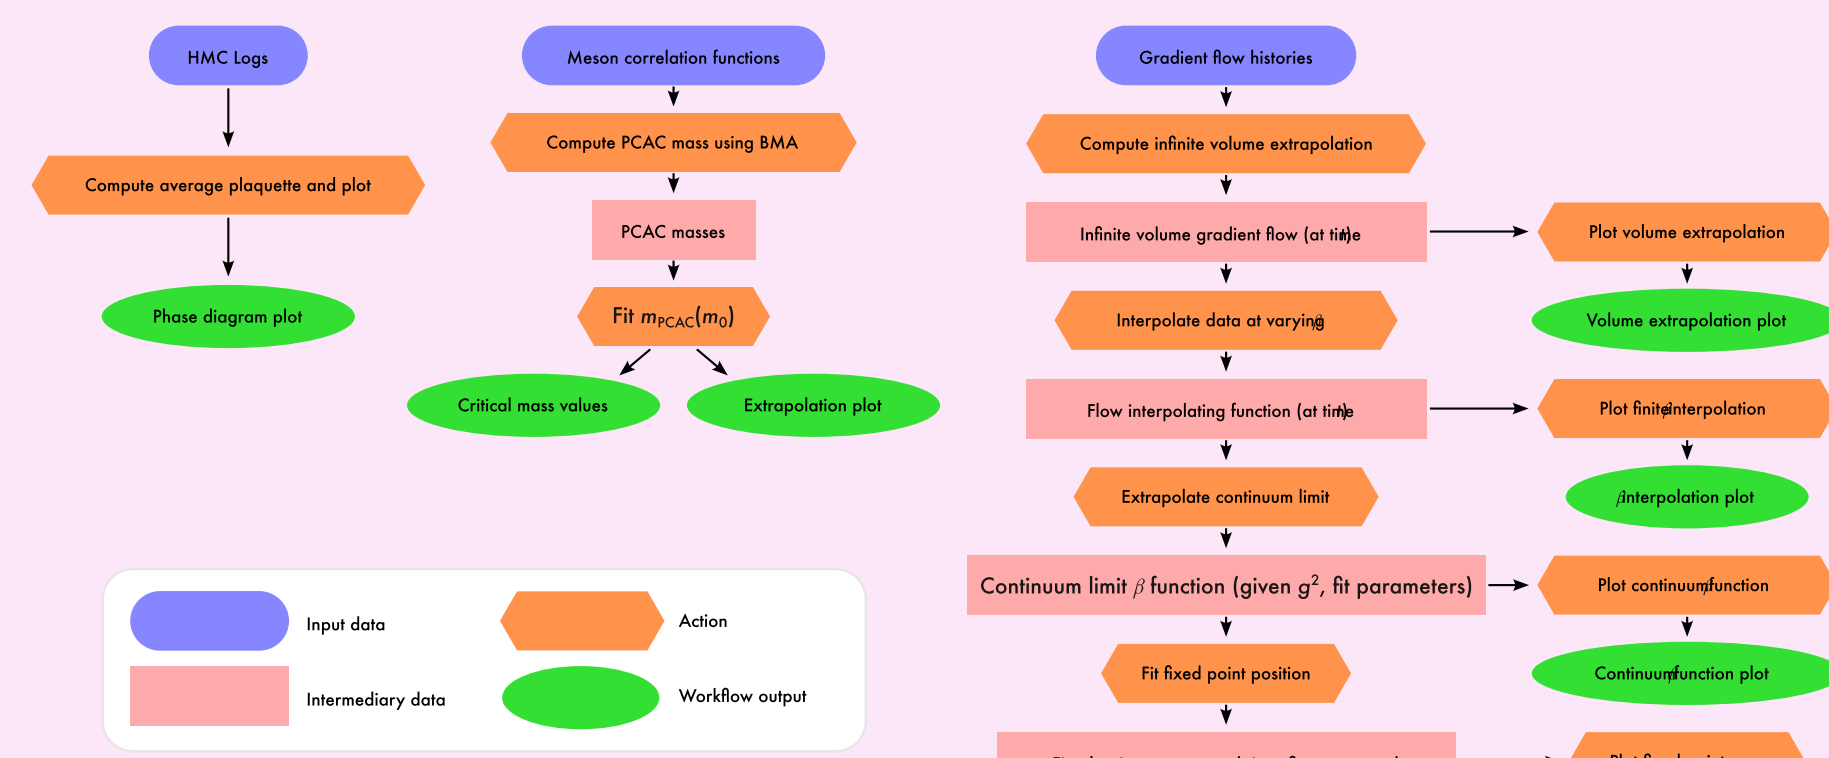 HMC Logs
Compute average plaquette and plot
Phase diagram plot
Meson correlation functions
Compute PCAC mass using BMA
PCAC masses
Fit m_PCAC(m_0)
Critical mass values
Extrapolation plot
Gradient flow histories
Compute infinite volume extrapolation
Infinite volume gradient flow (at time t)
Plot volume extrapolation
Interpolate data at varying β
Volume extrapolation plot
Flow interpolating function (at time t)
Plot finite β interpolation
Extrapolate continuum limit
β interpolation plot
Continuum limit β function (given g², fit parameters)
Plot continuum β function
Fit fixed point position
Continuum β function plot
Input data
Action
Intermediary data
Workflow output